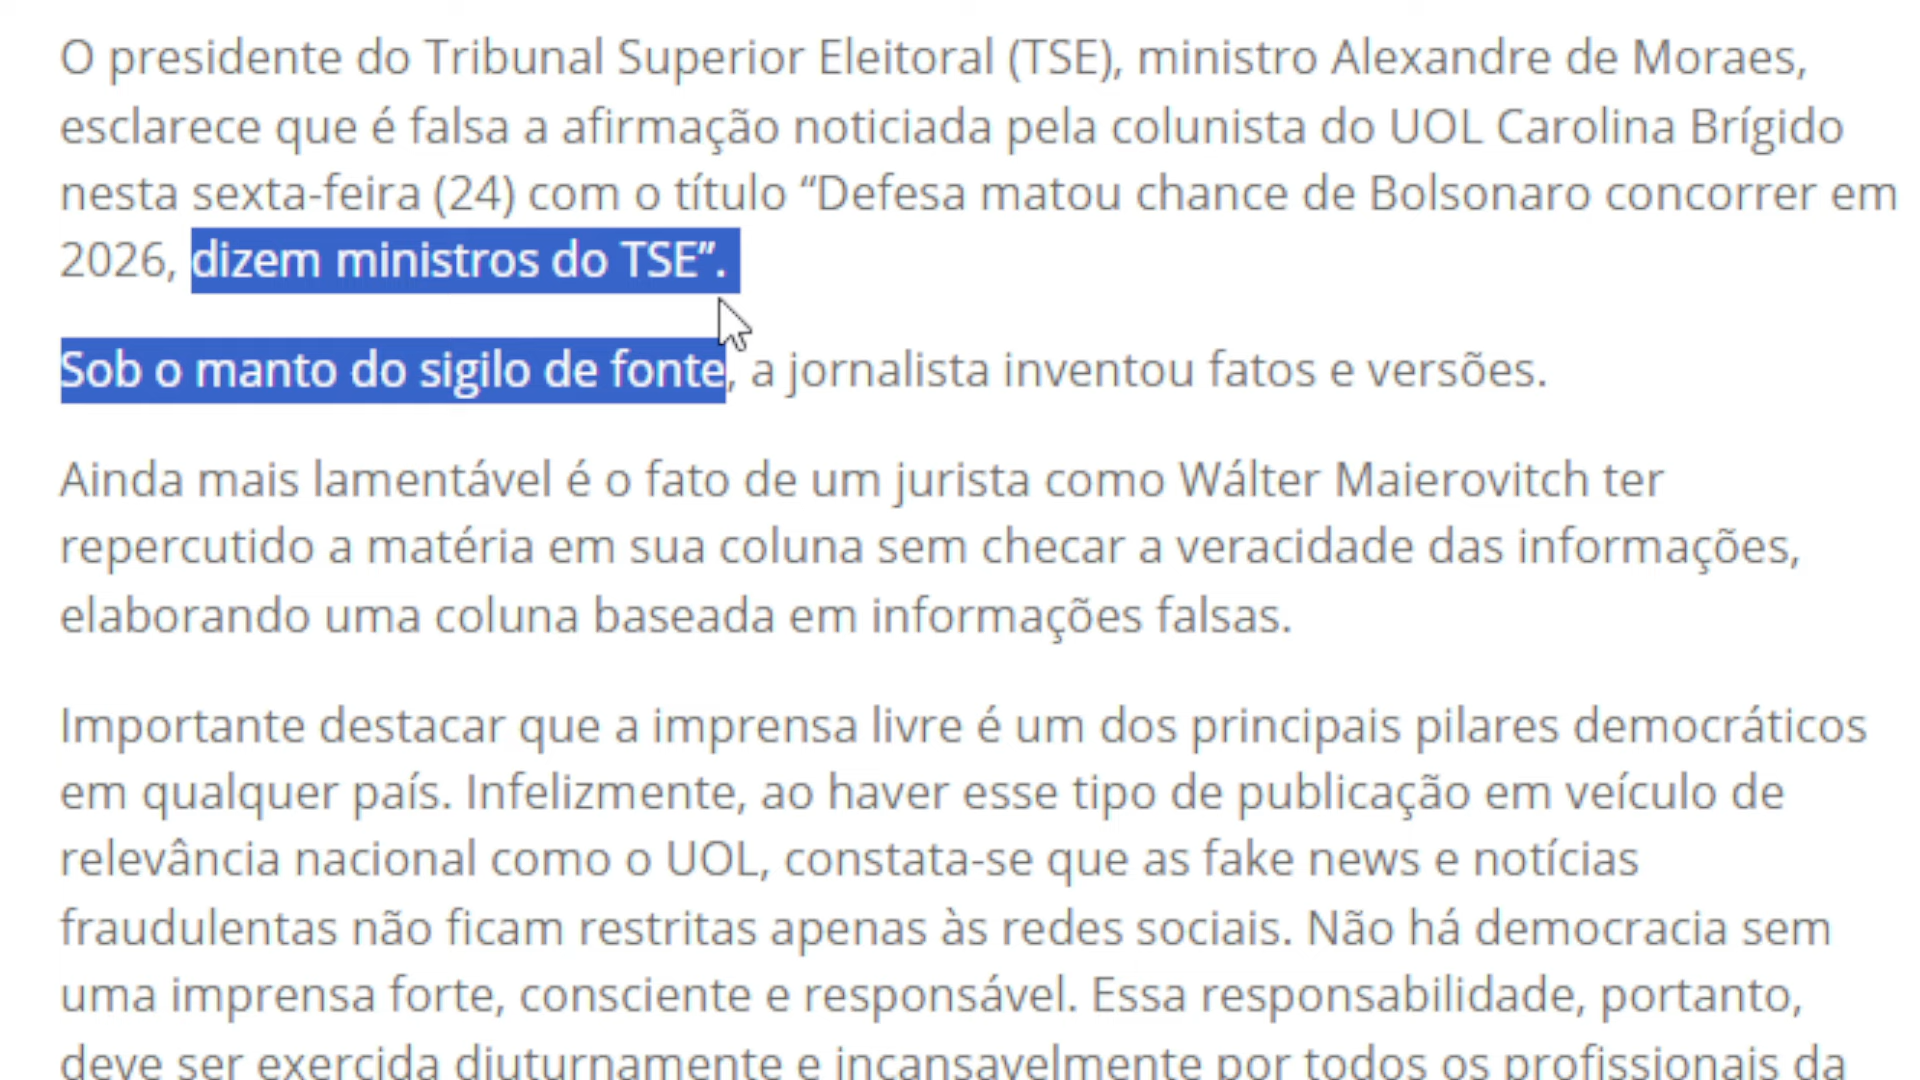 O presidente do Tribunal Superior Eleitoral (TSE), ministro Alexandre de Moraes,
esclarece que é falsa a afirmação noticiada pela colunista do UOL Carolina Brígido
nesta sexta-feira (24) com o título “Defesa matou chance de Bolsonaro concorrer em
2026, dizem ministros do TSE”.
Sob o manto do sigilo de fonte, a jornalista inventou fatos e versões.
Ainda mais lamentável é o fato de um jurista como Wálter Maierovitch ter
repercutido a matéria em sua coluna sem checar a veracidade das informações,
elaborando uma coluna baseada em informações falsas.
Importante destacar que a imprensa livre é um dos principais pilares democráticos
em qualquer país. Infelizmente, ao haver esse tipo de publicação em veículo de
relevância nacional como o UOL, constata-se que as fake news e notícias
fraudulentas não ficam restritas apenas às redes sociais. Não há democracia sem
uma imprensa forte, consciente e responsável. Essa responsabilidade, portanto,
deve ser exercida diuturnamente e incansavelmente por todos os profissionais da